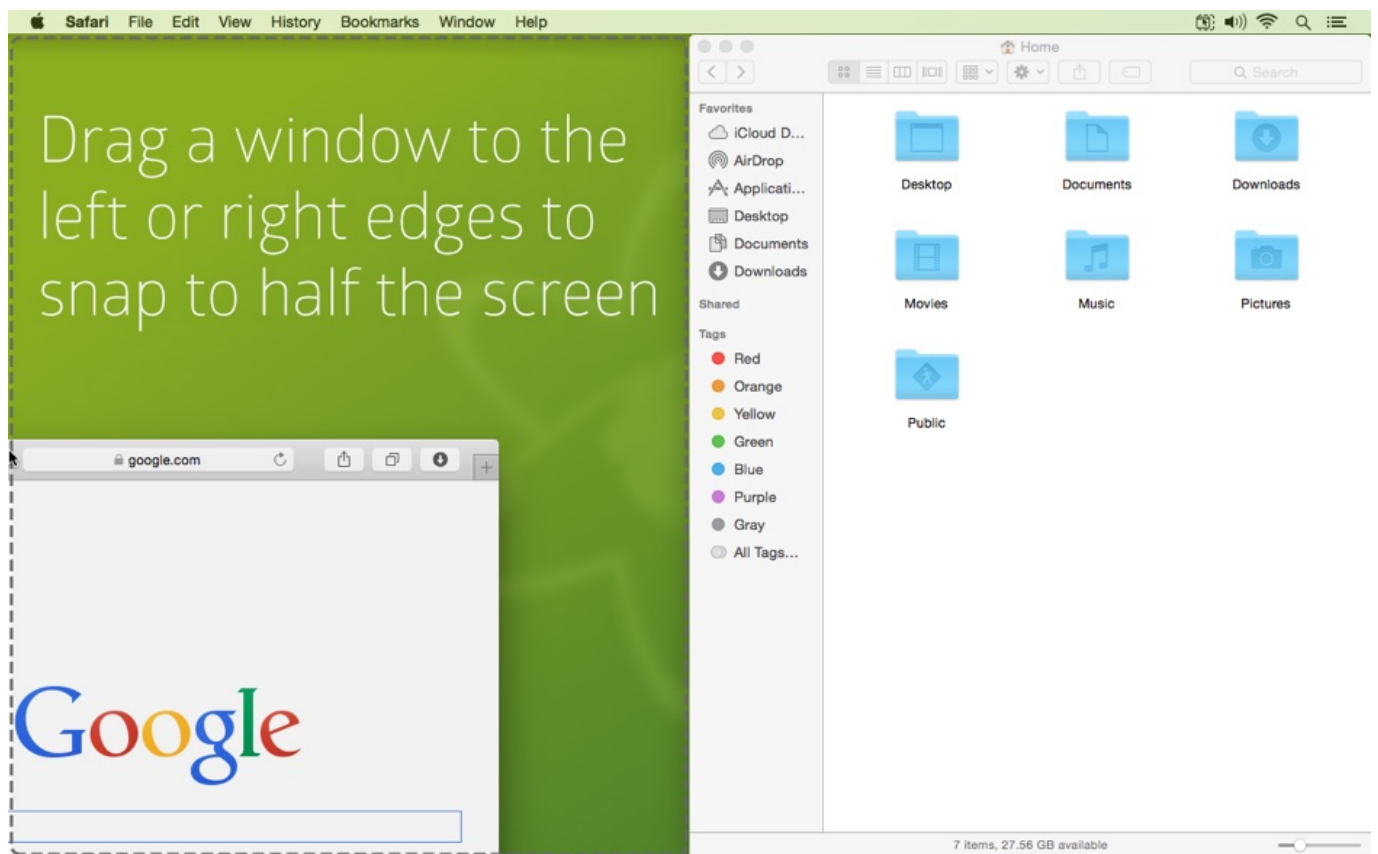 Safari File Edit View History Bookmarks Window Help
Drag a window to the
left or right edges to
snap to half the screen
google.com
Google
Home
Search
Favorites
iCloud D...
AirDrop
Applicati...
Desktop
Documents
Downloads
Shared
Tags
Red
Orange
Yellow
Green
Blue
Purple
Gray
All Tags...
Desktop Documents Downloads
Movies Music Pictures
Public
7 items, 27.56 GB available